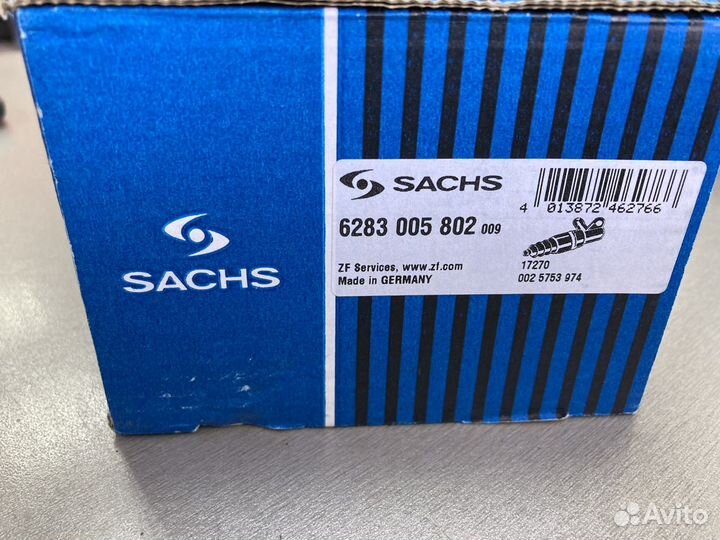 SACHS
SACHS
6283 005 802 009
4 013872 462766
ZF Services, www.zf.com
Made in GERMANY
17270
002 5753 974
Avito